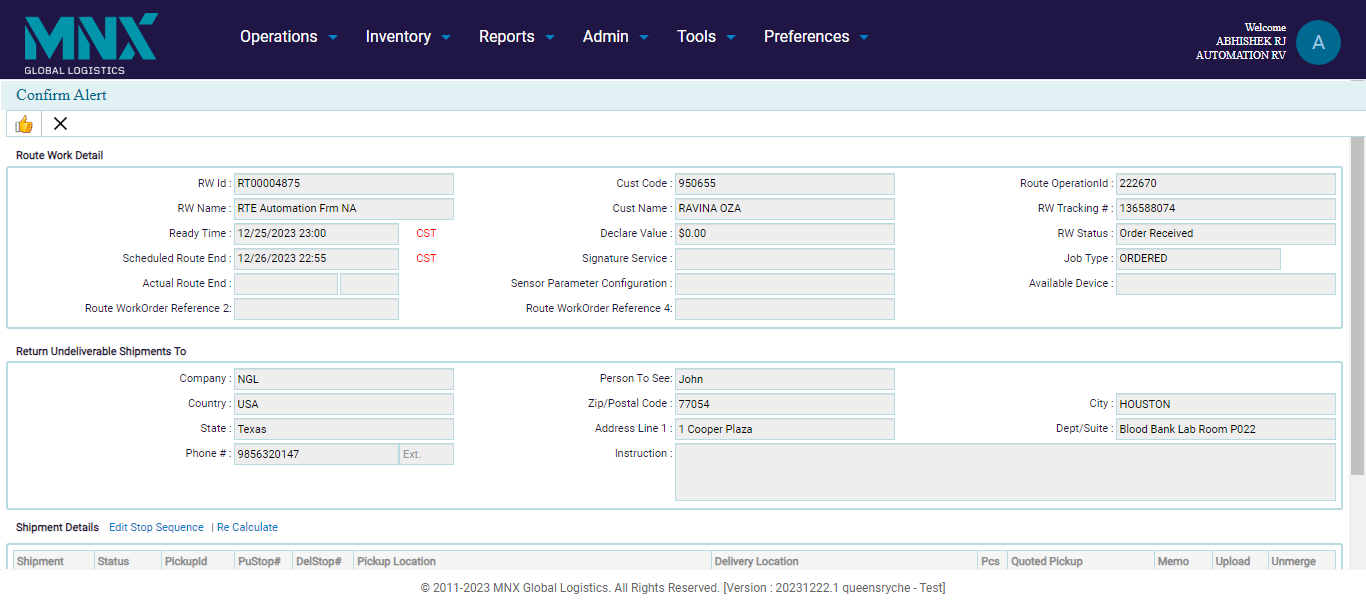 MNX
GLOBAL LOGISTICS
Operations Inventory Reports Admin Tools Preferences
Welcome
ABHISHEK RJ
AUTOMATION RV
A
Confirm Alert
Route Work Detail
RW Id : RT00004875 Cust Code : 950655 Route OperationId : 222670
RW Name : RTE Automation Frm NA Cust Name : RAVINA OZA RW Tracking # : 136588074
Ready Time : 12/25/2023 23:00 CST Declare Value : $0.00 RW Status : Order Received
Scheduled Route End : 12/26/2023 22:55 CST Signature Service : Job Type : ORDERED
Actual Route End : Sensor Parameter Configuration : Available Device :
Route WorkOrder Reference 2: Route WorkOrder Reference 4:
Return Undeliverable Shipments To
Company : NGL Person To See: John
Country : USA Zip/Postal Code : 77054 City : HOUSTON
State : Texas Address Line 1 : 1 Cooper Plaza Dept/Suite : Blood Bank Lab Room P022
Phone # : 9856320147 Ext. Instruction :
Shipment Details Edit Stop Sequence | Re Calculate
Shipment Status PickupId PuStop# DelStop# Pickup Location Delivery Location Pcs Quoted Pickup Memo Upload Unmerge
© 2011-2023 MNX Global Logistics. All Rights Reserved. [Version : 20231222.1 queensryche - Test]